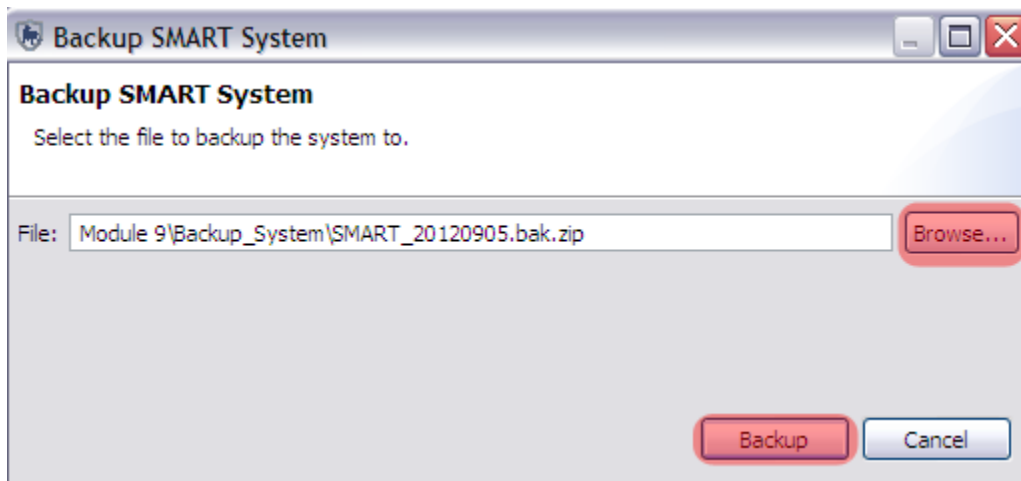 Backup SMART System
Backup SMART System
Select the file to backup the system to.
File: Module 9\Backup_System\SMART_20120905.bak.zip Browse...
Backup Cancel